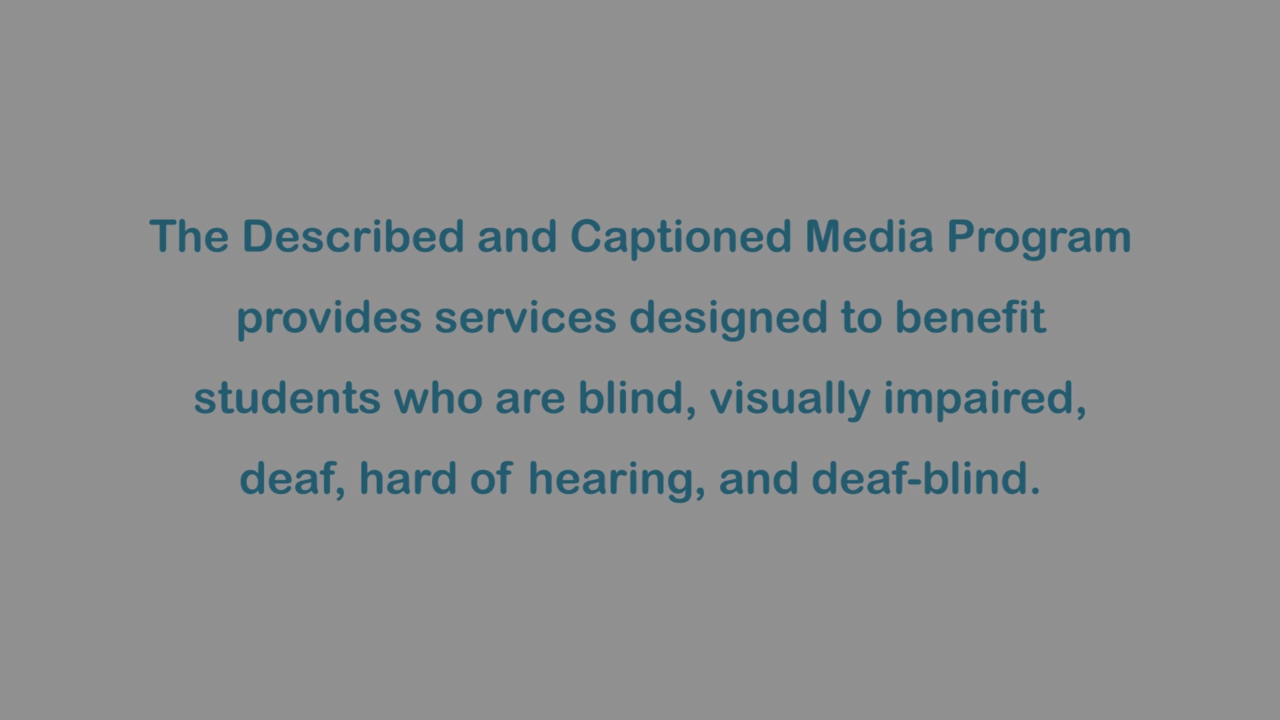 The Described and Captioned Media Program
provides services designed to benefit
students who are blind, visually impaired,
deaf, hard of hearing, and deaf-blind.